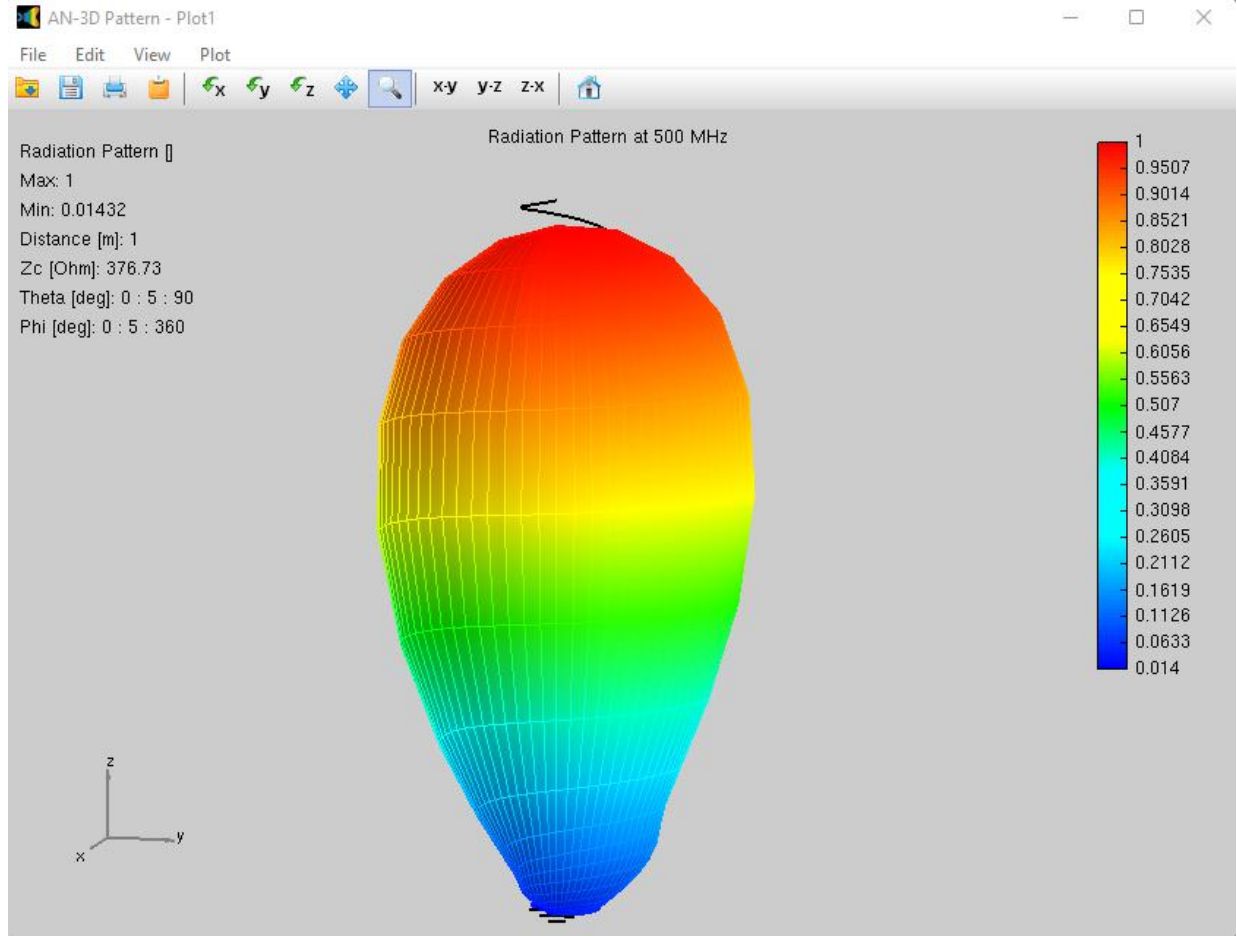 AN-3D Pattern - Plot1
File Edit View Plot
x y z x-y y-z z-x
Radiation Pattern at 500 MHz
Radiation Pattern []
Max: 1
Min: 0.01432
Distance [m]: 1
Zc [Ohm]: 376.73
Theta [deg]: 0 : 5 : 90
Phi [deg]: 0 : 5 : 360
1
0.9507
0.9014
0.8521
0.8028
0.7535
0.7042
0.6549
0.6056
0.5563
0.507
0.4577
0.4084
0.3591
0.3098
0.2605
0.2112
0.1619
0.1126
0.0633
0.014
z
y
x